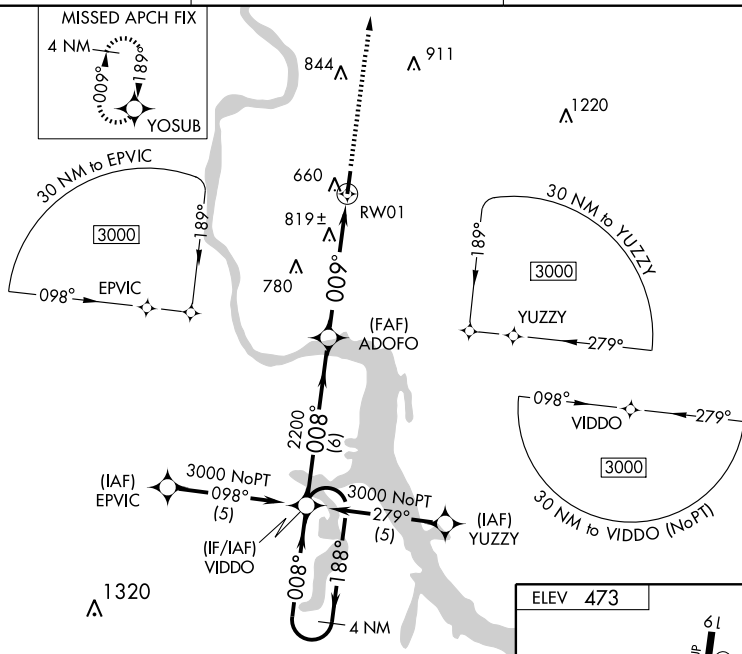 MISSED APCH FIX
4 NM
009°
189°
YOSUB
844
911
1220
660
RW01
819±
780
009°
30 NM to EPVIC
3000
189°
EPVIC
098°
30 NM to YUZZY
3000
189°
YUZZY
279°
(FAF)
ADOFO
2200
008°
(6)
098°
VIDDO
279°
3000
30 NM to VIDDO (NoPT)
(IAF)
EPVIC
3000 NoPT
098°
(5)
3000 NoPT
279°
(5)
(IAF)
YUZZY
(IF/IAF)
VIDDO
008°
188°
4 NM
1320
ELEV 473
19